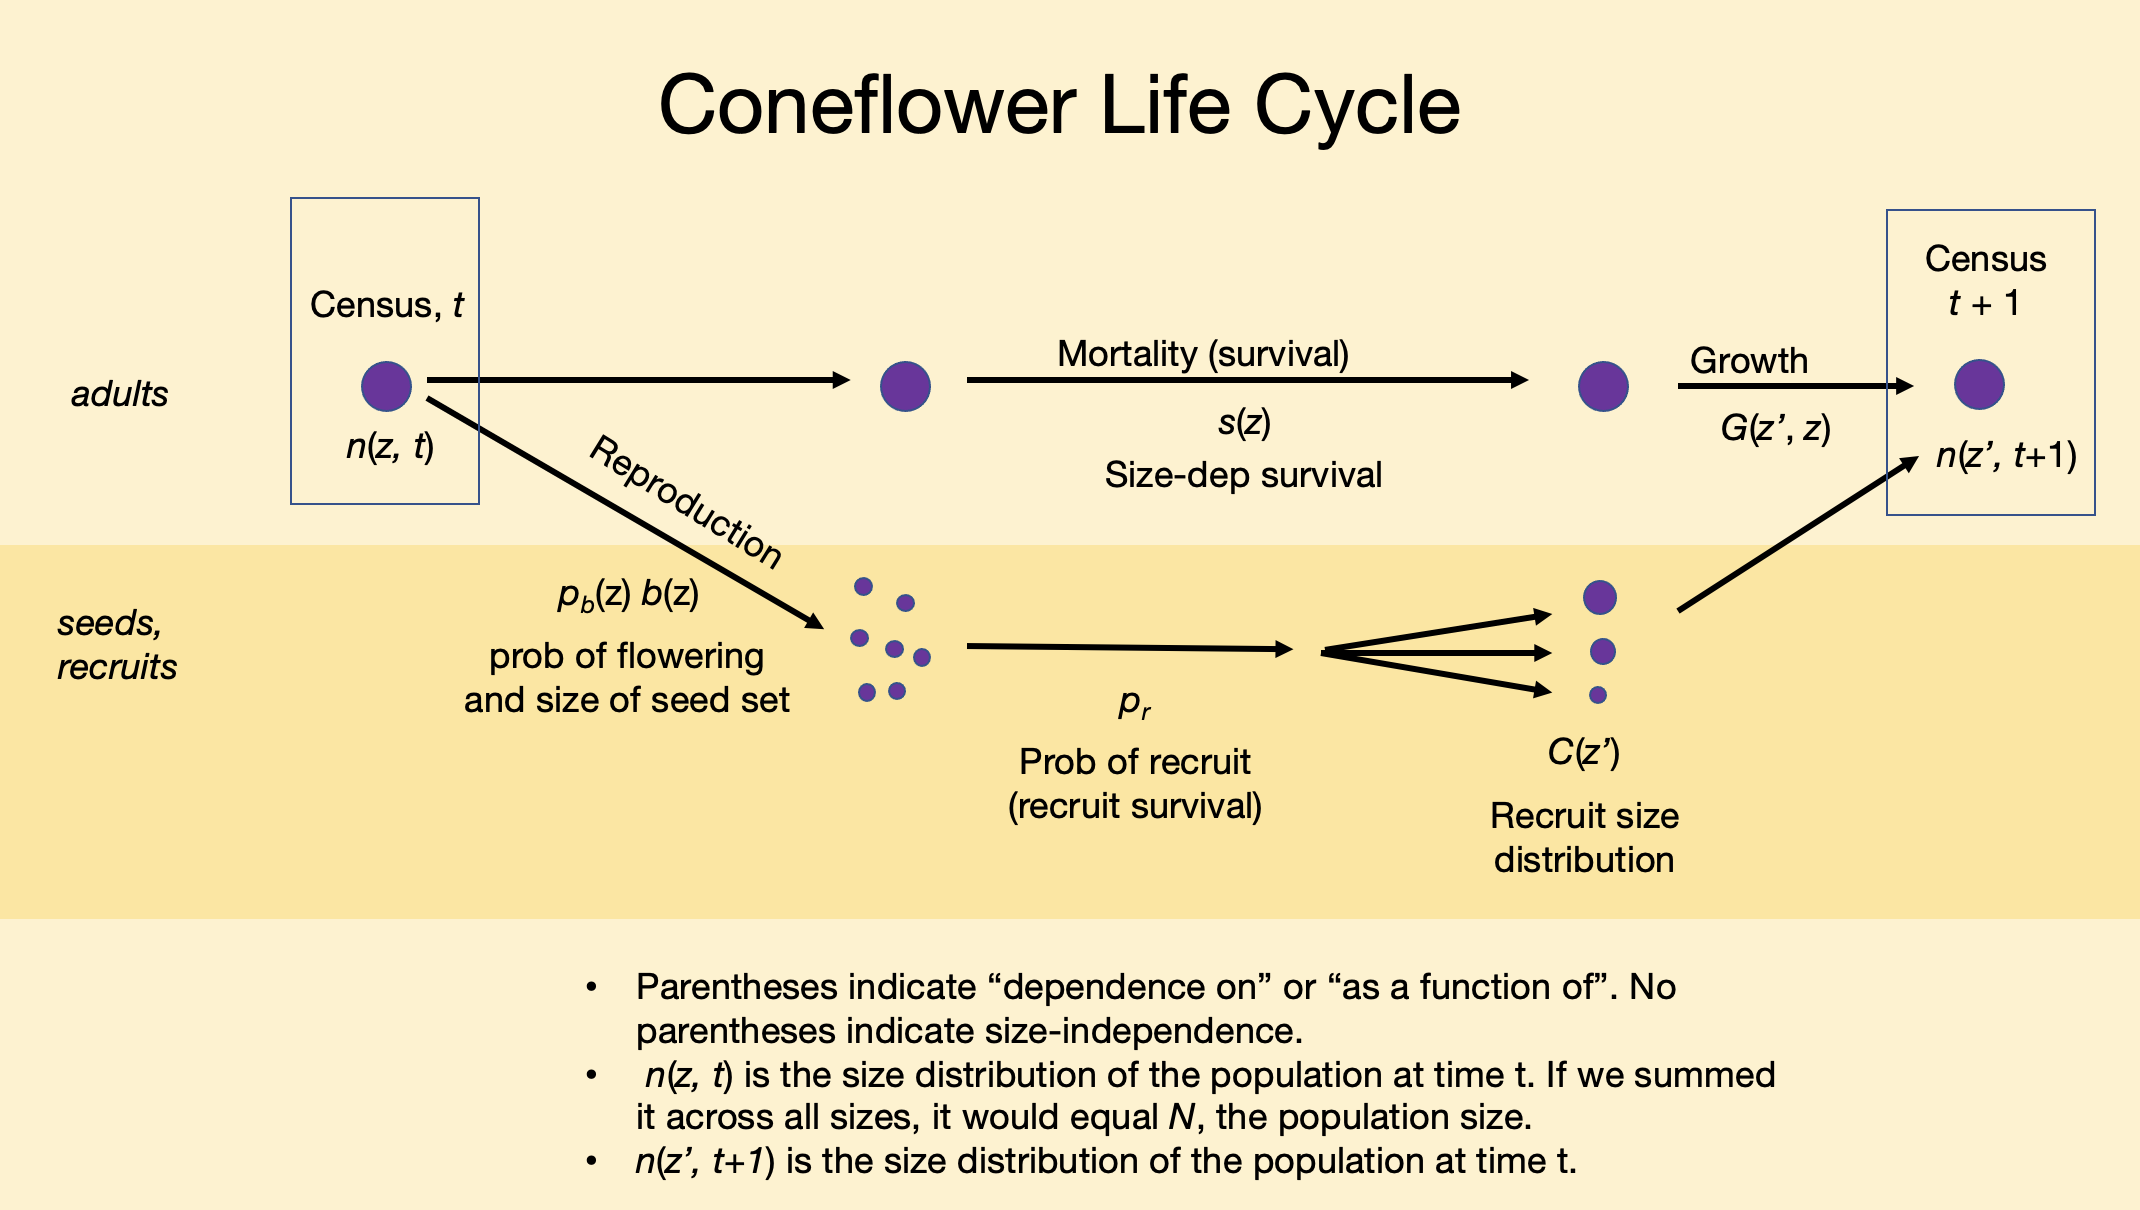 Coneflower Life Cycle
Census, t
n(z, t)
adults
Reproduction
Mortality (survival)
s(z)
Size-dep survival
Growth
G(z’, z)
Census
t + 1
n(z’, t+1)
seeds,
recruits
pb(z) b(z)
prob of flowering
and size of seed set
pr
Prob of recruit
(recruit survival)
C(z’)
Recruit size
distribution
• Parentheses indicate “dependence on” or “as a function of”. No
parentheses indicate size-independence.
• n(z, t) is the size distribution of the population at time t. If we summed
it across all sizes, it would equal N, the population size.
• n(z’, t+1) is the size distribution of the population at time t.